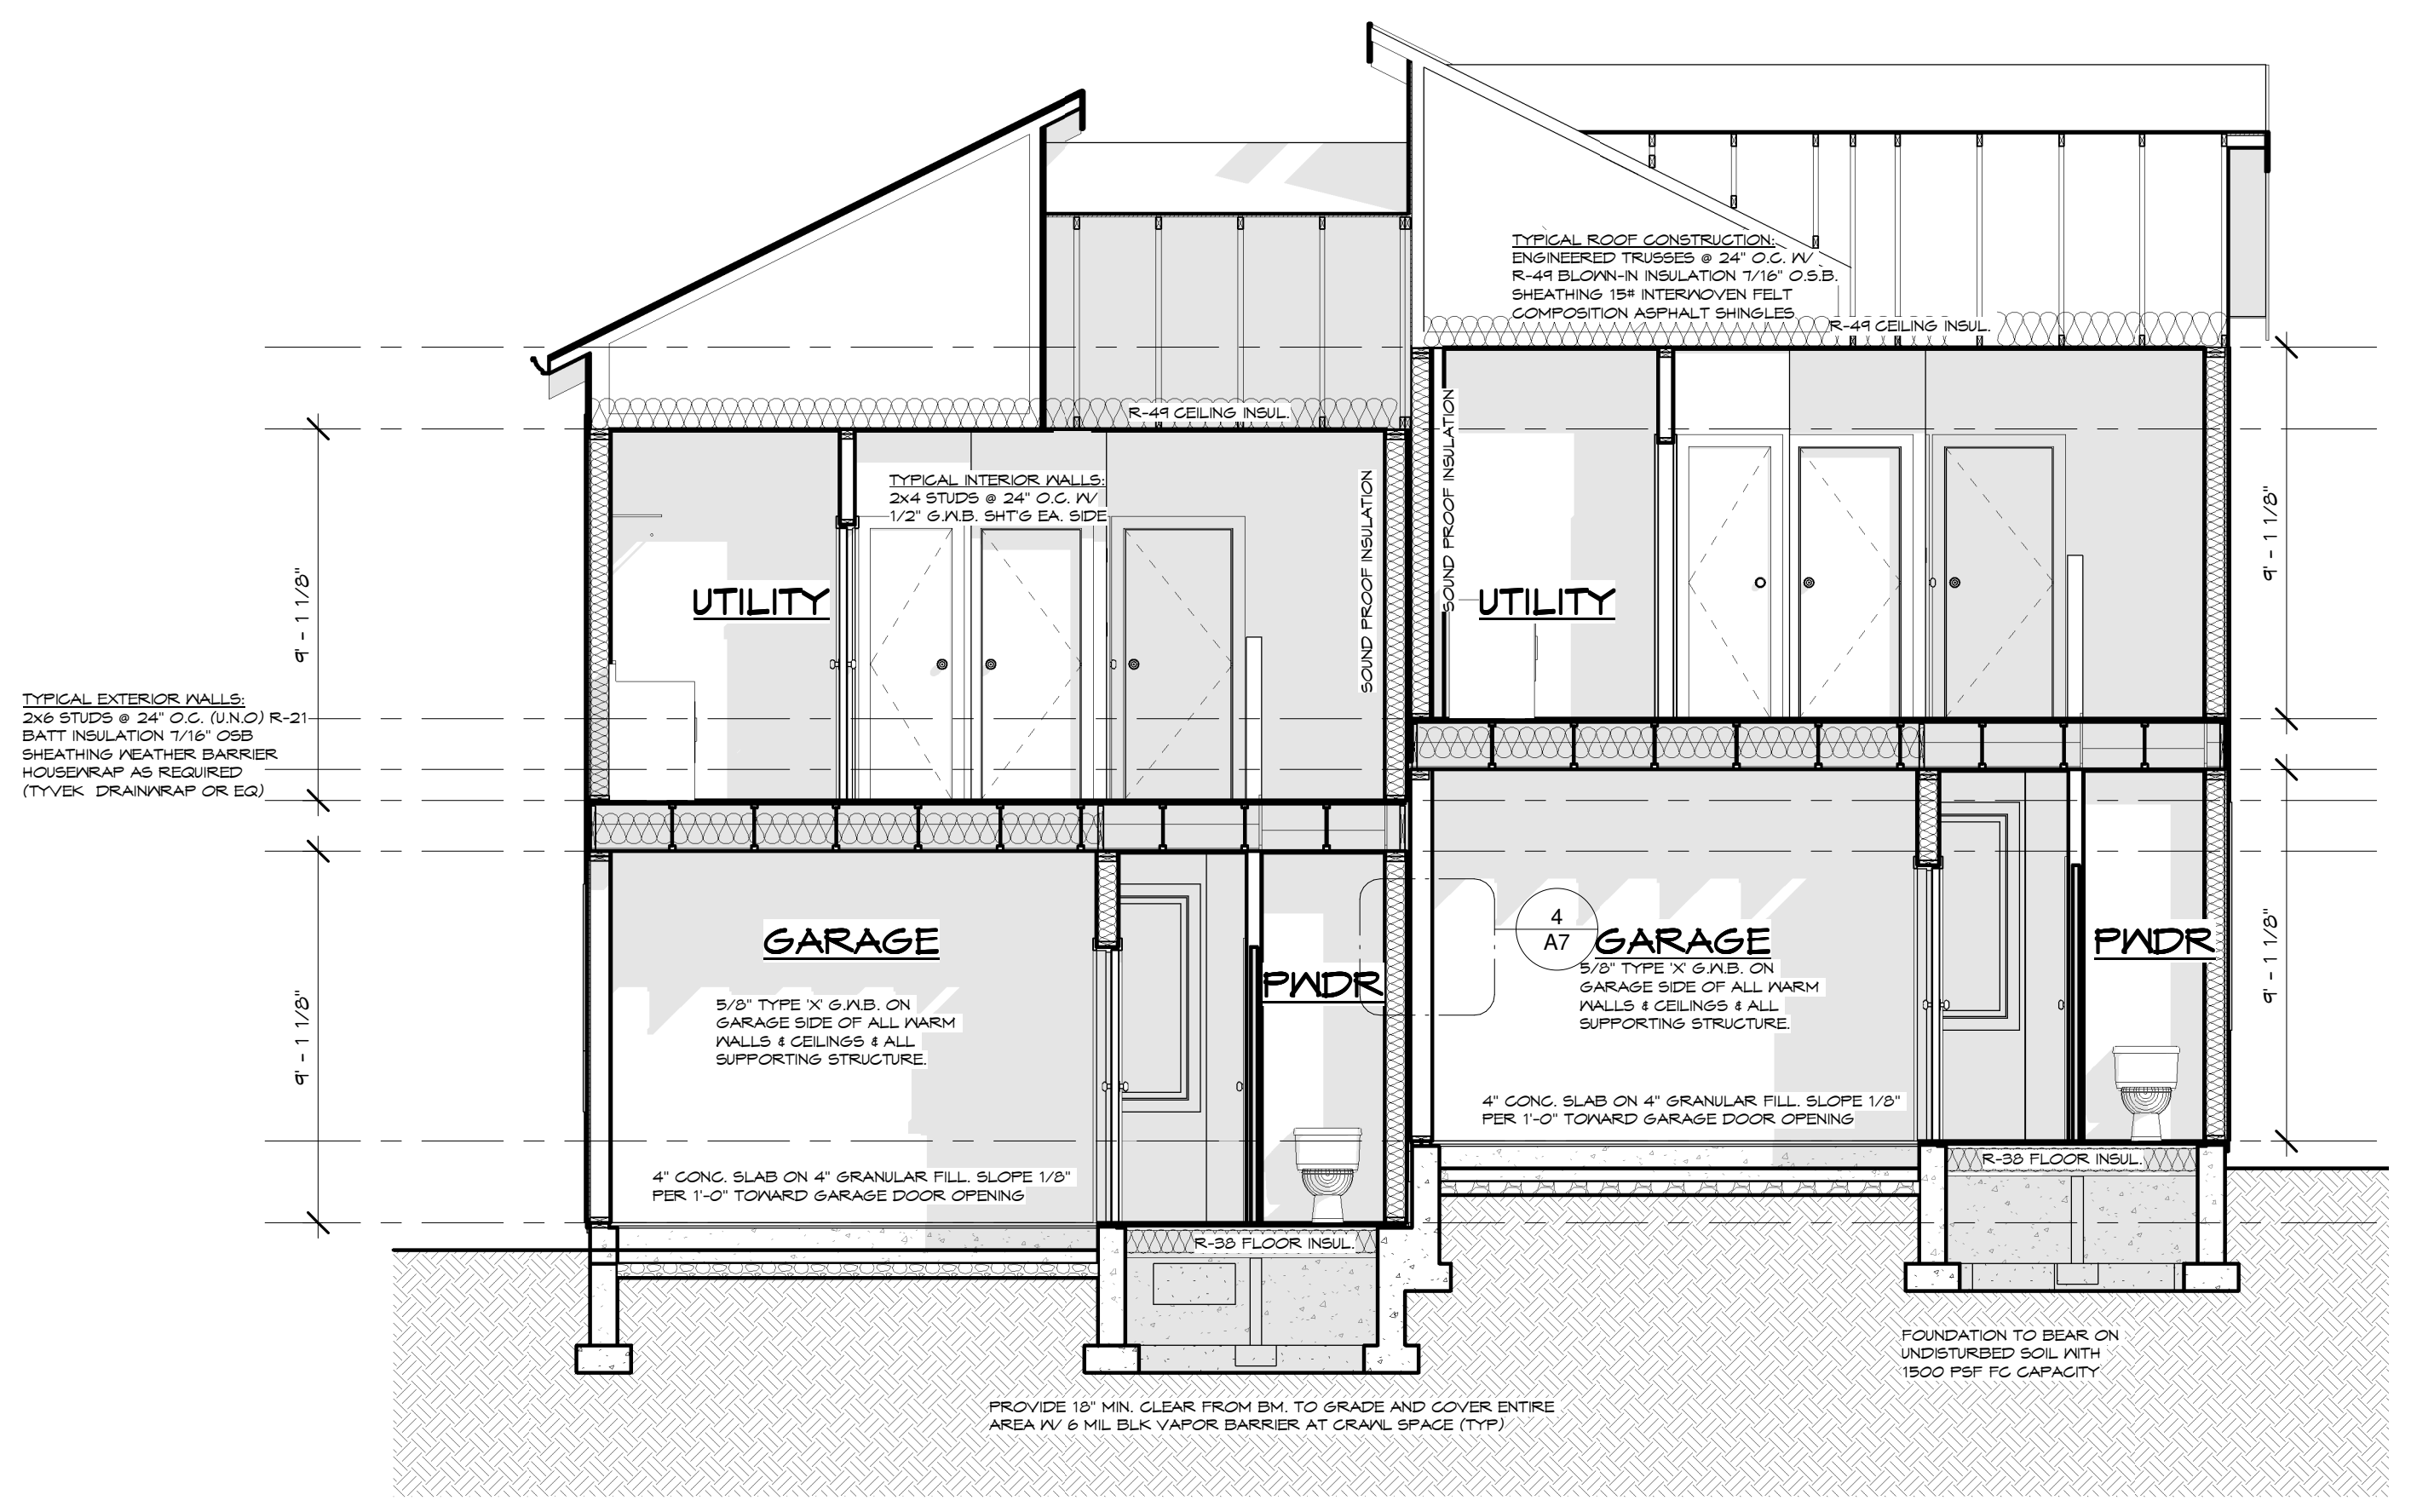 TYPICAL ROOF CONSTRUCTION:
ENGINEERED TRUSSES @ 24" O.C. W/
R-49 BLOWN-IN INSULATION 7/16" O.S.B.
SHEATHING 15# INTERWOVEN FELT
COMPOSITION ASPHALT SHINGLES
R-49 CEILING INSUL.
R-49 CEILING INSUL.
TYPICAL INTERIOR WALLS:
2x4 STUDS @ 24" O.C. W/
1/2" G.W.B. SHT'G EA. SIDE
SOUND PROOF INSULATION
SOUND PROOF INSULATION
UTILITY
UTILITY
9' - 1 1/8"
9' - 1 1/8"
TYPICAL EXTERIOR WALLS:
2x6 STUDS @ 24" O.C. (U.N.O) R-21
BATT INSULATION 7/16" OSB
SHEATHING WEATHER BARRIER
HOUSEWRAP AS REQUIRED
(TYVEK DRAINWRAP OR EQ)
GARAGE
5/8" TYPE 'X' G.W.B. ON
GARAGE SIDE OF ALL WARM
WALLS & CEILINGS & ALL
SUPPORTING STRUCTURE.
PWDR
4
A7
GARAGE
5/8" TYPE 'X' G.W.B. ON
GARAGE SIDE OF ALL WARM
WALLS & CEILINGS & ALL
SUPPORTING STRUCTURE.
PWDR
9' - 1 1/8"
9' - 1 1/8"
4" CONC. SLAB ON 4" GRANULAR FILL. SLOPE 1/8"
PER 1'-0" TOWARD GARAGE DOOR OPENING
4" CONC. SLAB ON 4" GRANULAR FILL. SLOPE 1/8"
PER 1'-0" TOWARD GARAGE DOOR OPENING
R-38 FLOOR INSUL.
R-38 FLOOR INSUL.
FOUNDATION TO BEAR ON
UNDISTURBED SOIL WITH
1500 PSF FC CAPACITY
PROVIDE 18" MIN. CLEAR FROM BM. TO GRADE AND COVER ENTIRE
AREA W/ 6 MIL BLK VAPOR BARRIER AT CRAWL SPACE (TYP)